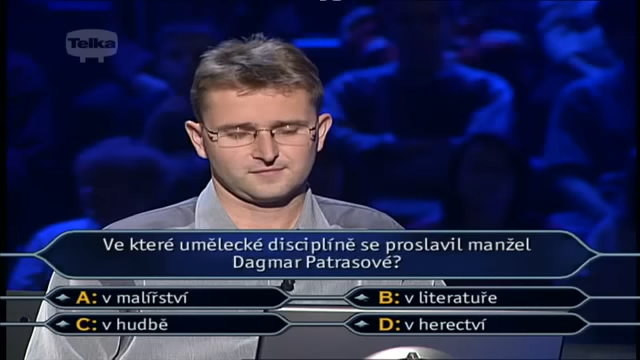 Telka
Ve které umělecké disciplíně se proslavil manžel
Dagmar Patrasové?
A: v malířství
B: v literatuře
C: v hudbě
D: v herectví